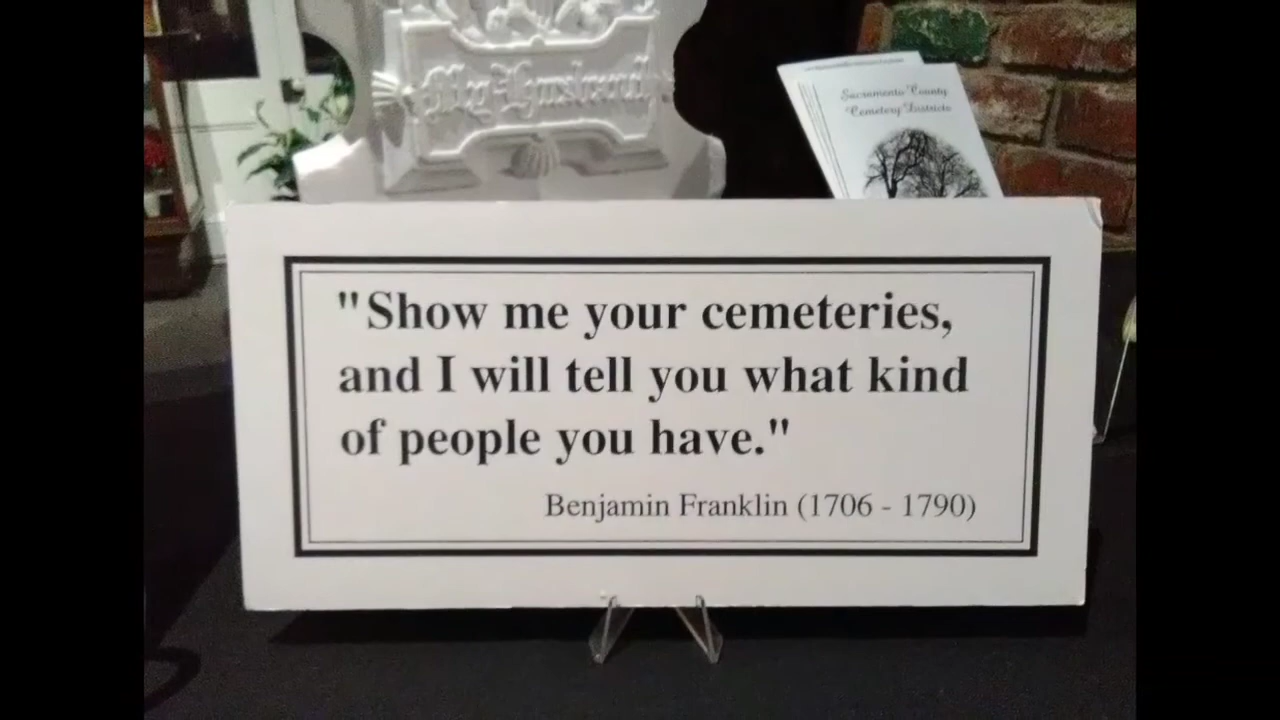 My Husband
Sacramento County
Cemetery Districts
"Show me your cemeteries,
and I will tell you what kind
of people you have."
Benjamin Franklin (1706 - 1790)